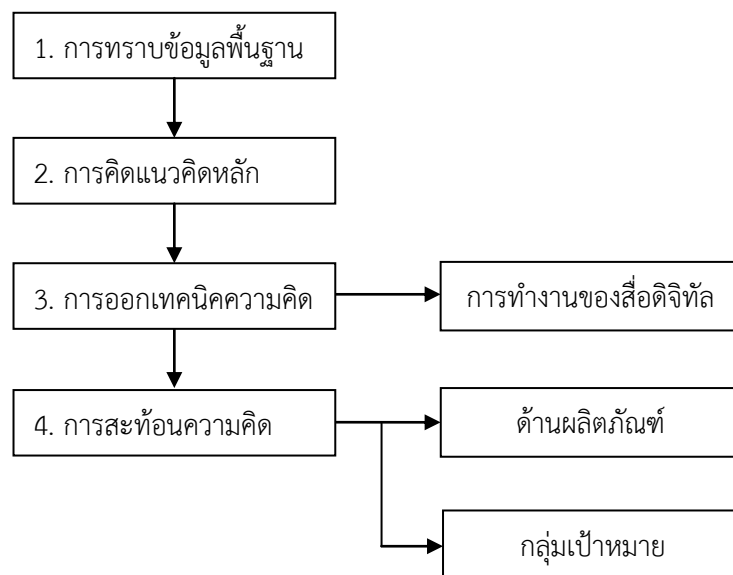 1. การทราบข้อมูลพื้นฐาน
2. การคิดแนวคิดหลัก
3. การออกเทคนิคความคิด
การทำงานของสื่อดิจิทัล
4. การสะท้อนความคิด
ด้านผลิตภัณฑ์
กลุ่มเป้าหมาย